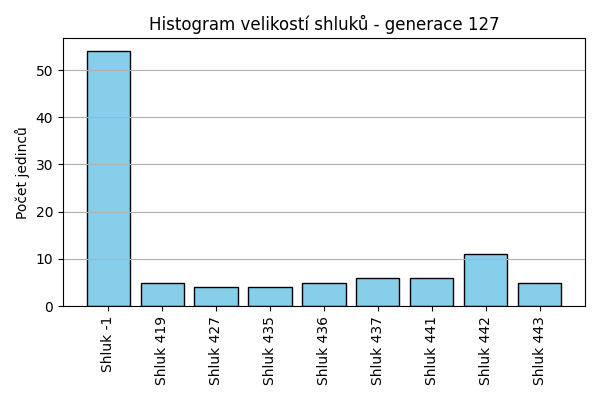 Histogram velikostí shluků - generace 127
Počet jedinců
50
40
30
20
10
0
Shluk -1
Shluk 419
Shluk 427
Shluk 435
Shluk 436
Shluk 437
Shluk 441
Shluk 442
Shluk 443